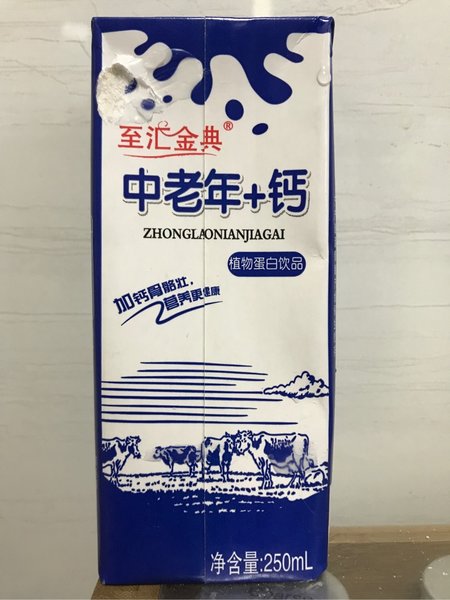 至汇金典®
中老年+钙
ZHONGLAONIANJIAGAI
植物蛋白饮品
加钙骨骼壮,
营养更健康
净含量:250mL